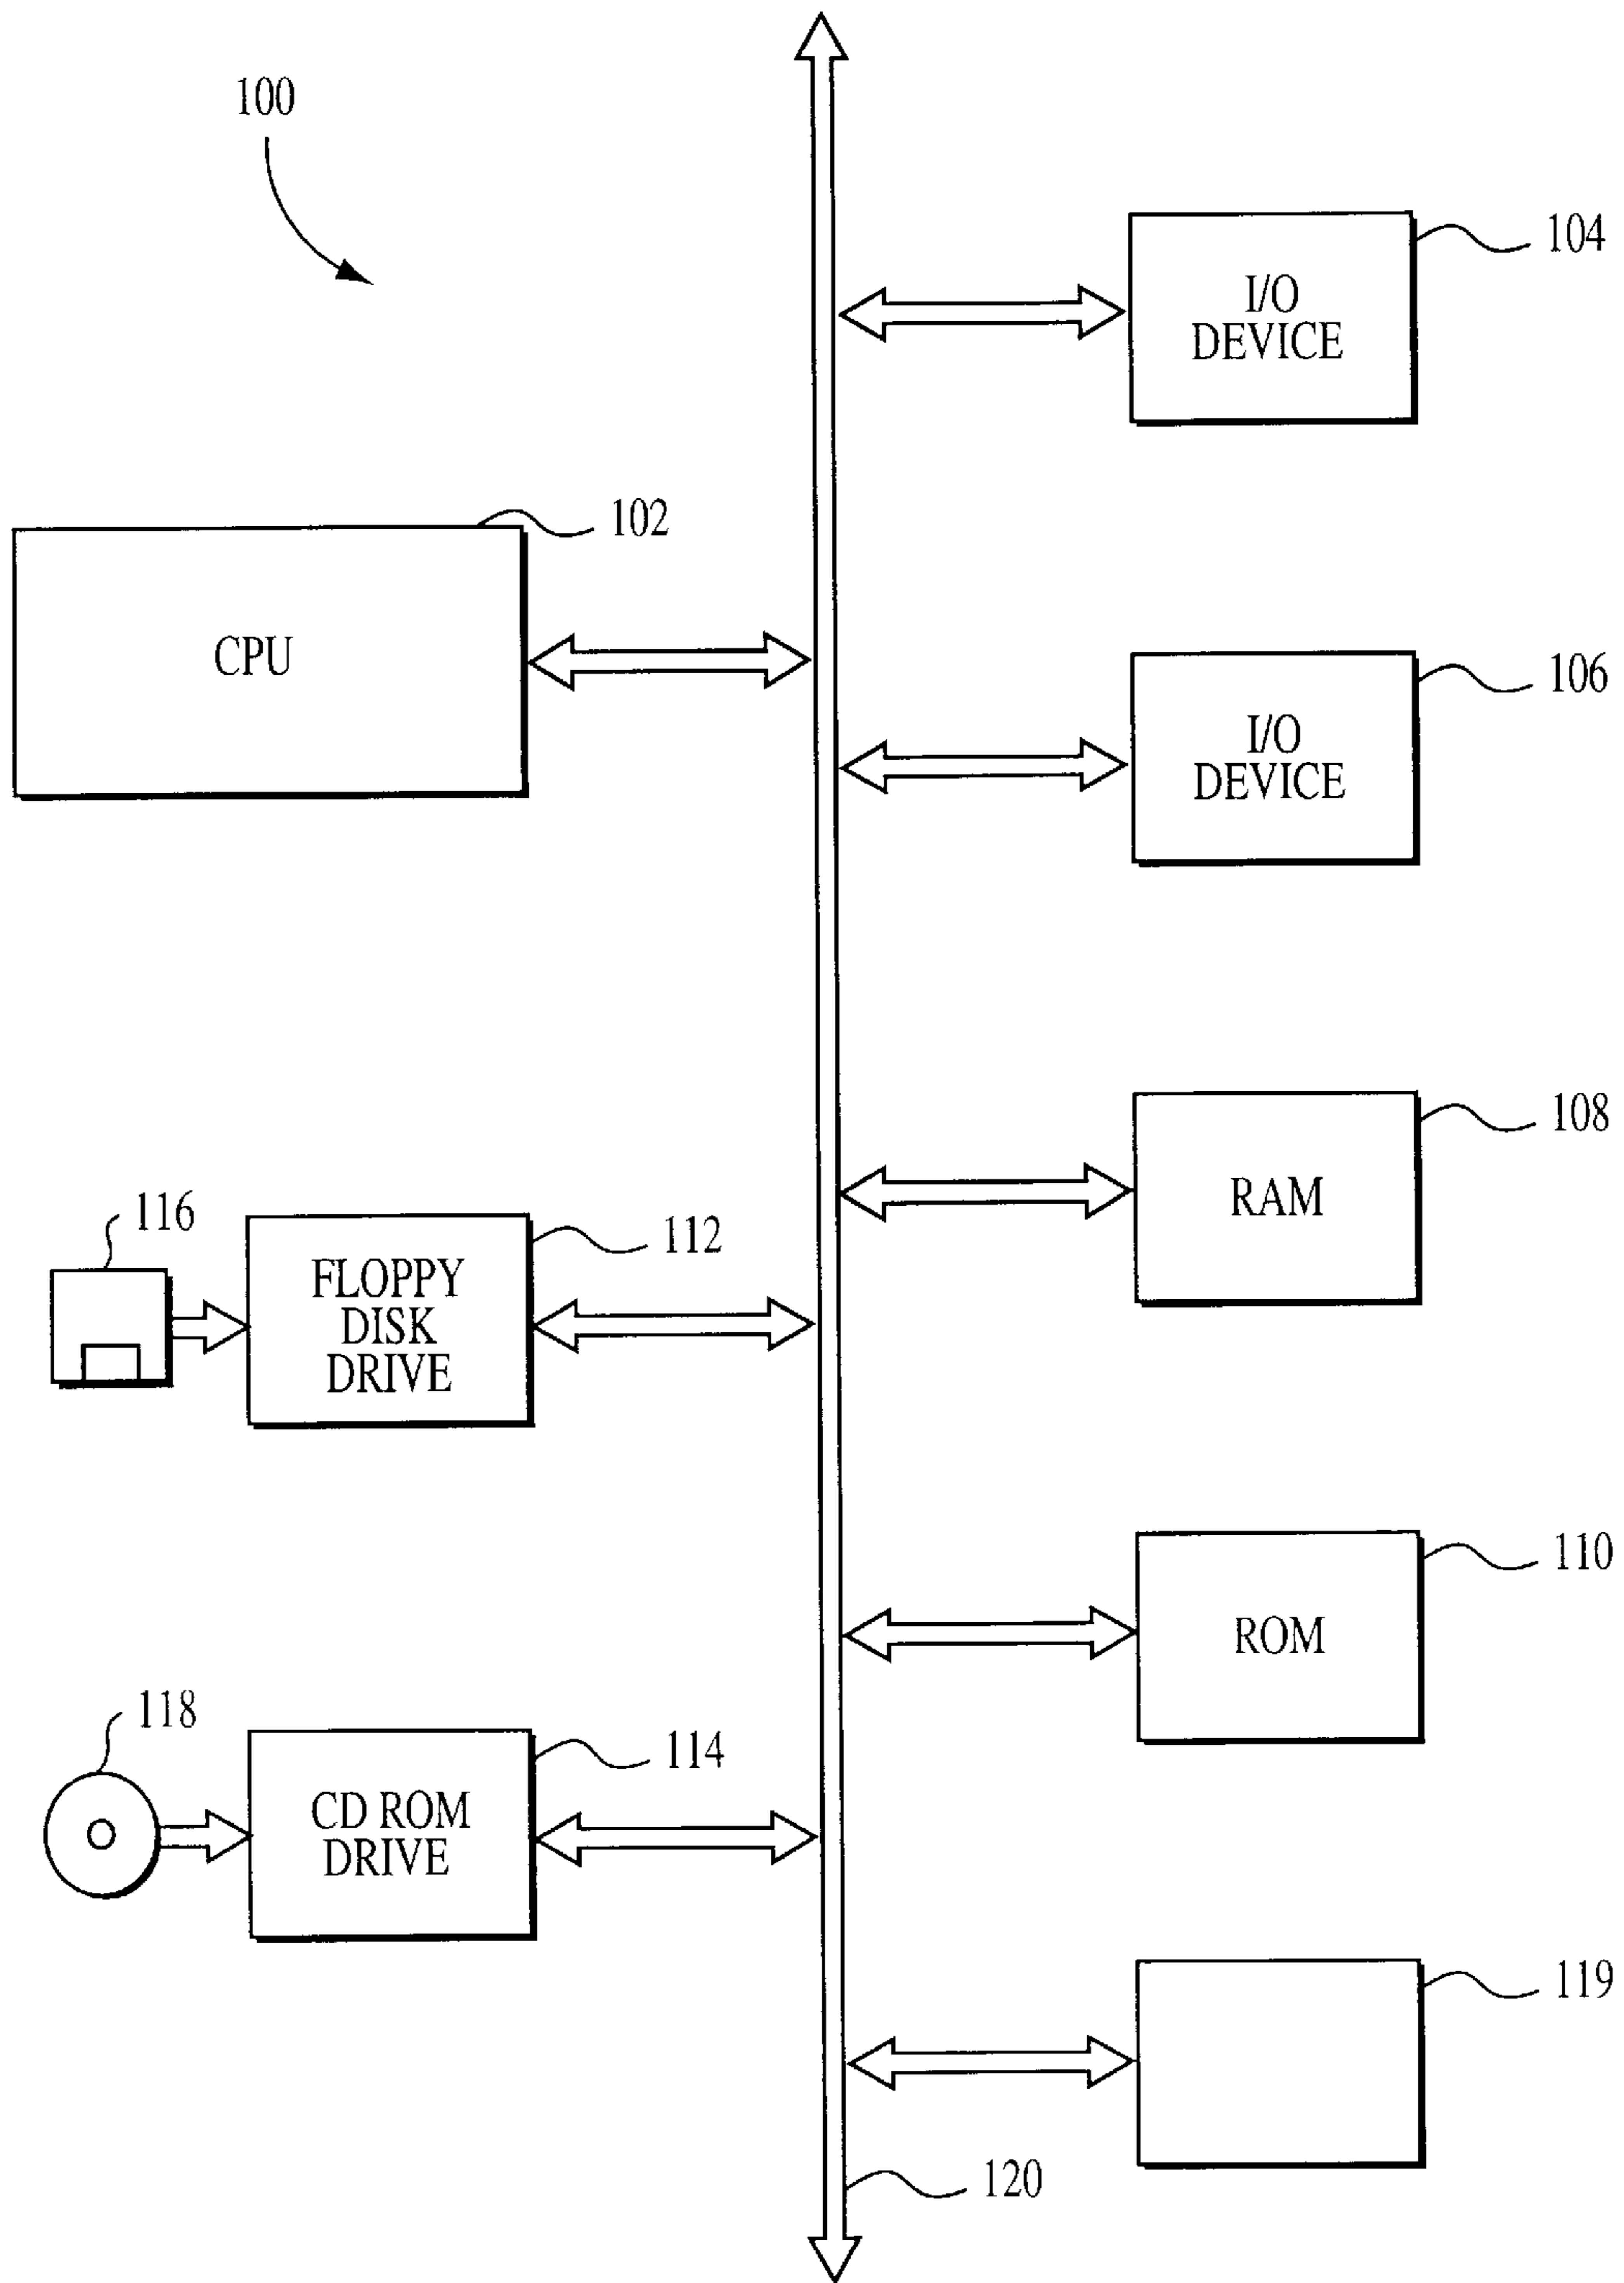 100
104
I/O
DEVICE
102
CPU
106
I/O
DEVICE
108
RAM
116
112
FLOPPY
DISK
DRIVE
110
ROM
118
114
CD ROM
DRIVE
119
120